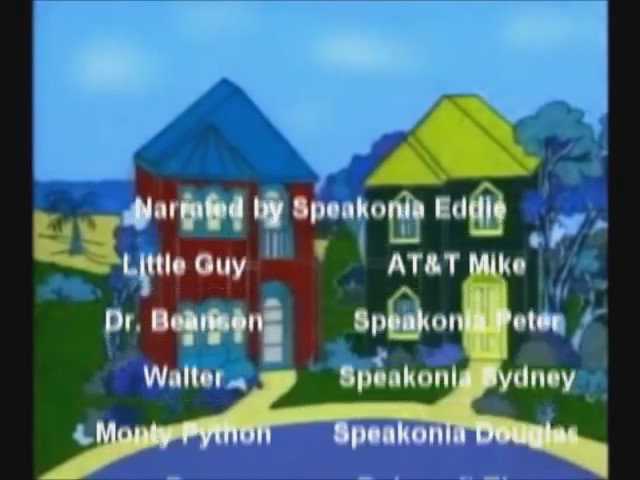 Narrated by Speakonia Eddie
Little Guy AT&T Mike
Dr. Beanson Speakonia Peter
Walter Speakonia Sydney
Monty Python Speakonia Douglas